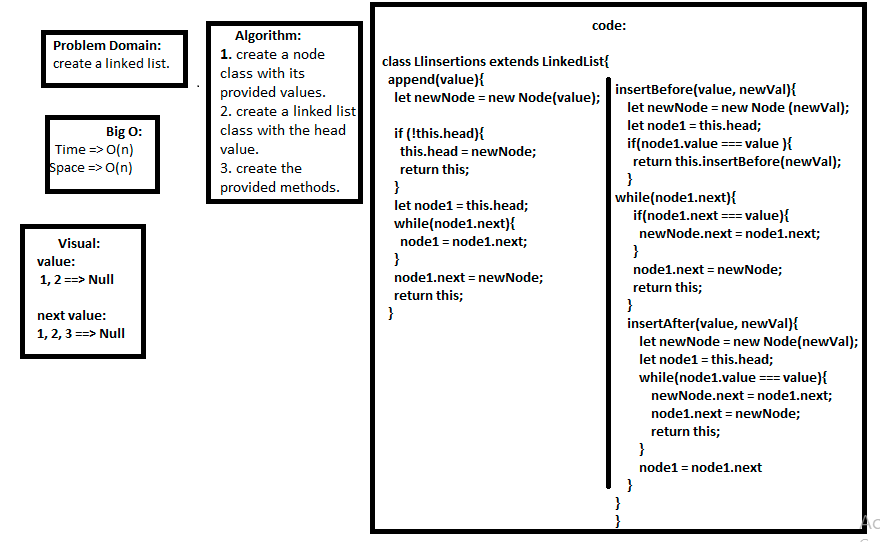 Problem Domain:
create a linked list.
.
Big O:
Time => O(n)
Space => O(n)
Visual:
value:
1, 2 ==> Null
next value:
1, 2, 3 ==> Null
Algorithm:
1. create a node
class with its
provided values.
2. create a linked list
class with the head
value.
3. create the
provided methods.
code:
class Llinsertions extends LinkedList{
append(value){
let newNode = new Node(value);
if (!this.head){
this.head = newNode;
return this;
}
let node1 = this.head;
while(node1.next){
node1 = node1.next;
}
node1.next = newNode;
return this;
}
insertBefore(value, newVal){
let newNode = new Node (newVal);
let node1 = this.head;
if(node1.value === value ){
return this.insertBefore(newVal);
}
while(node1.next){
if(node1.next === value){
newNode.next = node1.next;
}
node1.next = newNode;
return this;
}
insertAfter(value, newVal){
let newNode = new Node(newVal);
let node1 = this.head;
while(node1.value === value){
newNode.next = node1.next;
node1.next = newNode;
return this;
}
node1 = node1.next
}
}
}